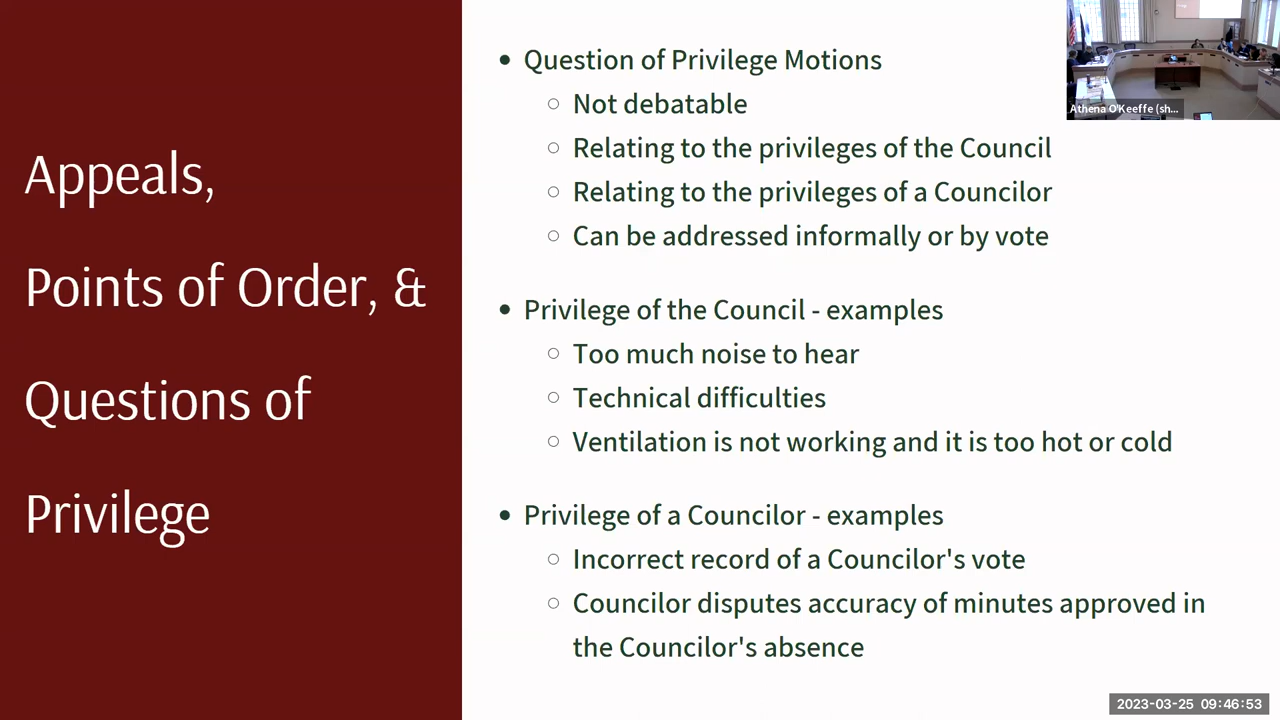 Appeals,
Points of Order, &
Questions of
Privilege
Question of Privilege Motions
Not debatable
Relating to the privileges of the Council
Relating to the privileges of a Councilor
Can be addressed informally or by vote
Privilege of the Council - examples
Too much noise to hear
Technical difficulties
Ventilation is not working and it is too hot or cold
Privilege of a Councilor - examples
Incorrect record of a Councilor's vote
Councilor disputes accuracy of minutes approved in
the Councilor's absence
Athena O'Keeffe (sh...
2023-03-25 09:46:53